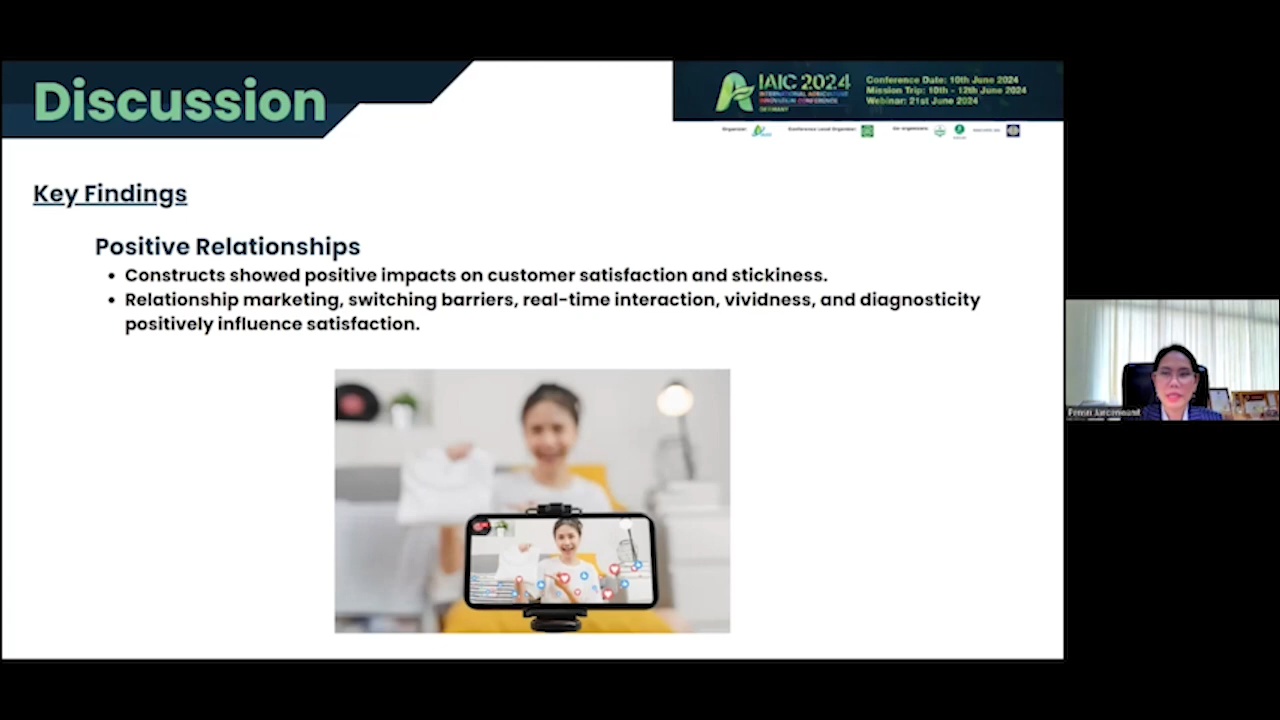 Discussion
IAIC 2024
INTERNATIONAL AGRICULTURE
INNOVATION CONFERENCE
GERMANY
Conference Date: 10th June 2024
Mission Trip: 10th - 12th June 2024
Webinar: 21st June 2024
Organizer:
Conference Local Organizer:
Co-organizers:
Key Findings
Positive Relationships
• Constructs showed positive impacts on customer satisfaction and stickiness.
• Relationship marketing, switching barriers, real-time interaction, vividness, and diagnosticity
positively influence satisfaction.